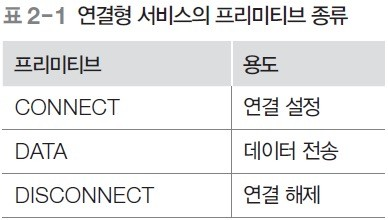 표 2-1 연결형 서비스의 프리미티브 종류
프리미티브 용도
CONNECT 연결 설정
DATA 데이터 전송
DISCONNECT 연결 해제